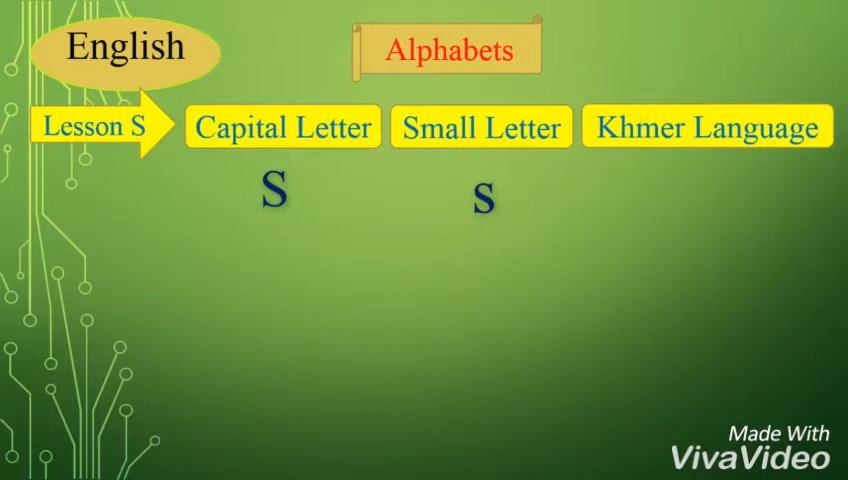 English
Alphabets
Lesson S
Capital Letter
Small Letter
Khmer Language
S
s
Made With
VivaVideo